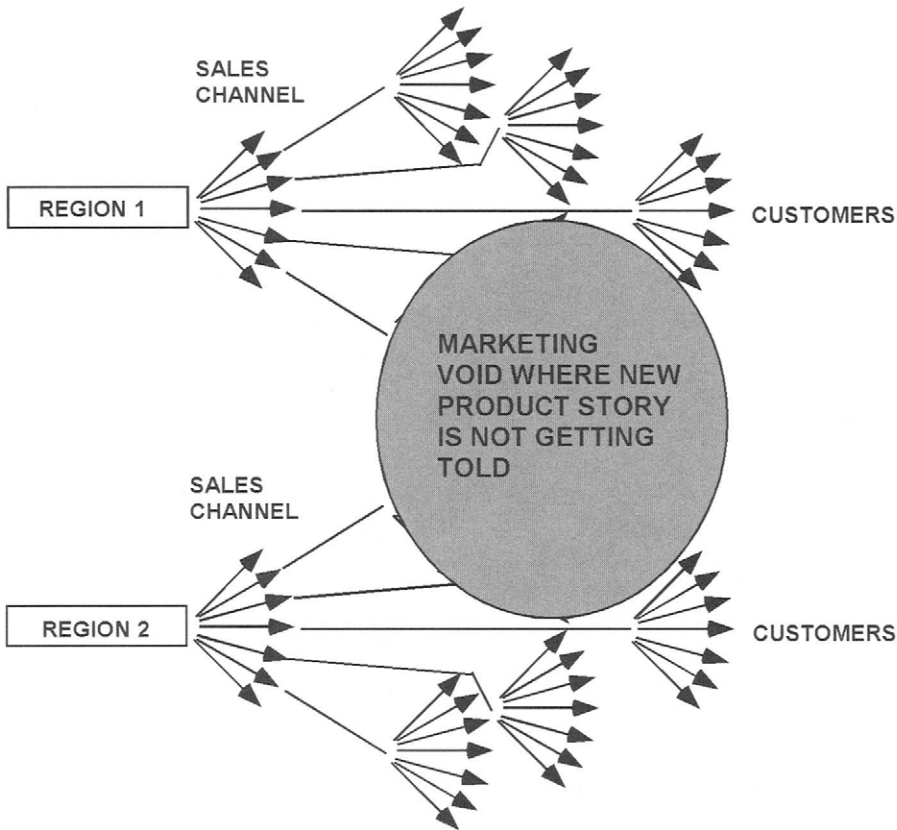 SALES
CHANNEL
REGION 1
CUSTOMERS
MARKETING
VOID WHERE NEW
PRODUCT STORY
IS NOT GETTING
TOLD
SALES
CHANNEL
REGION 2
CUSTOMERS